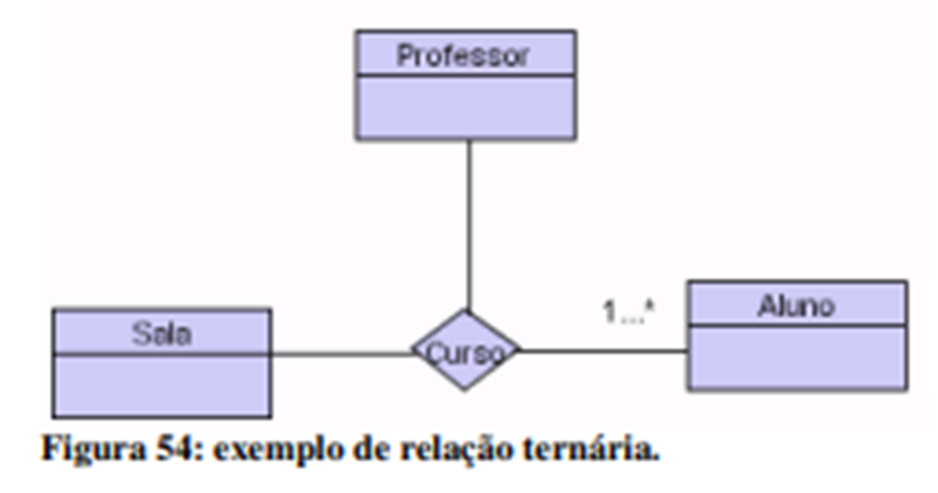 Professor
1...*
Aluno
Sala
Curso
Figura 54: exemplo de relação ternária.